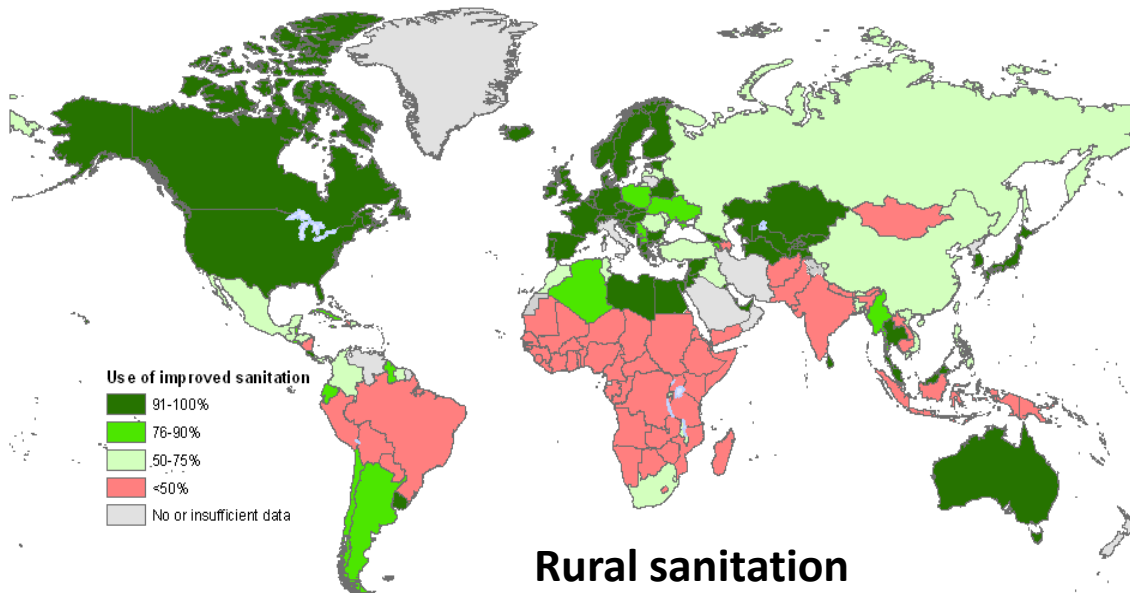 Use of improved sanitation
91-100%
76-90%
50-75%
<50%
No or insufficient data
Rural sanitation